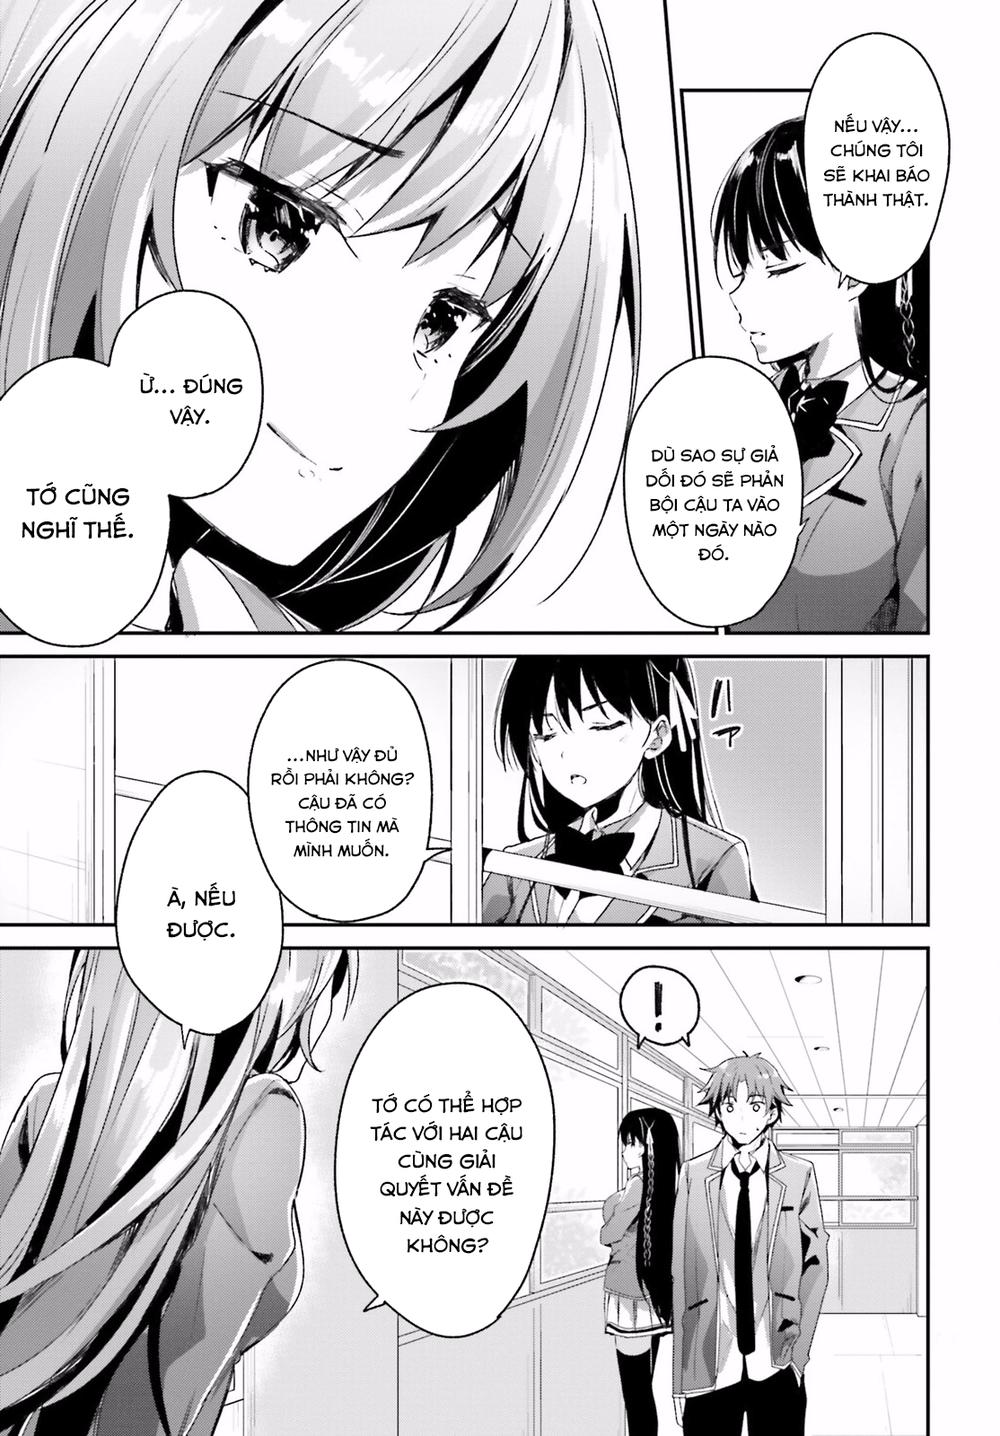 NẾU VẬY...
CHÚNG TÔI
SẼ KHAI BÁO
THÀNH THẬT.
DÙ SAO SỰ GIẢ
DỐI ĐÓ SẼ PHẢN
BỘI CẬU TA VÀO
MỘT NGÀY NÀO
ĐÓ.
Ừ... ĐÚNG
VẬY.
TỚ CŨNG
NGHĨ THẾ.
ハァ
...NHƯ VẬY ĐỦ
RỒI PHẢI KHÔNG?
CẬU ĐÃ CÓ
THÔNG TIN MÀ
MÌNH MUỐN.
À, NẾU
ĐƯỢC.
!
TỚ CÓ THỂ HỢP
TÁC VỚI HAI CẬU
CÙNG GIẢI
QUYẾT VẤN ĐỀ
NÀY ĐƯỢC
KHÔNG?